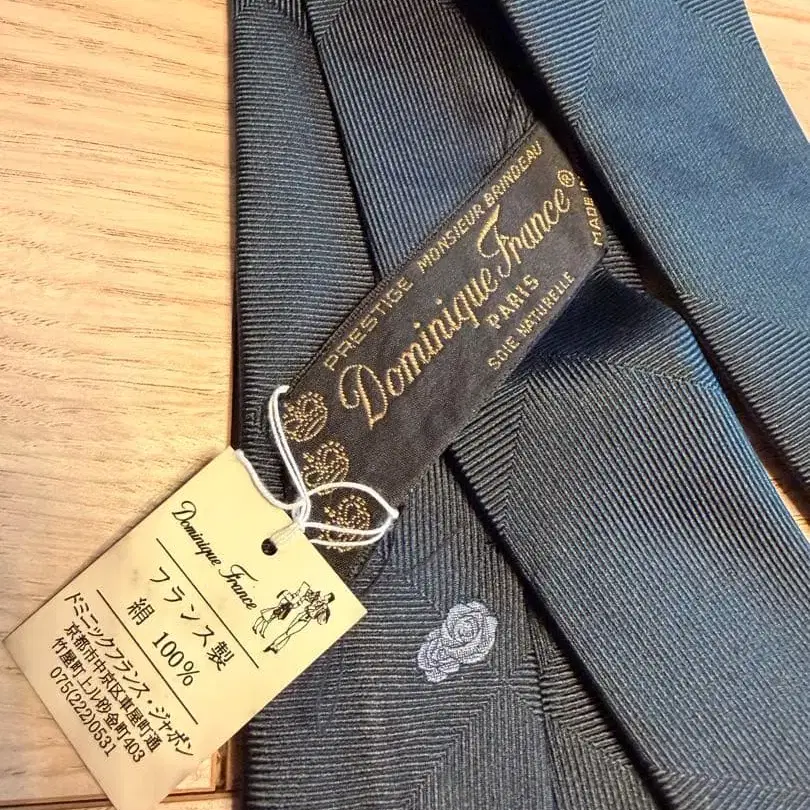 PRESTIGE MONSIEUR BRINDEAU
Dominique France®
PARIS
SOIE NATURELLE
MADE
Dominique France
フランス製
絹 100%
ドミニックフランス・ジャポン
京都市中京区車屋町通
竹屋町上ル砂金町403
075(222)0531